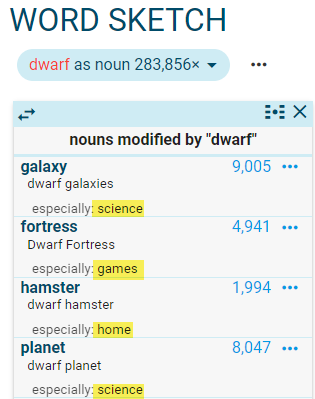 WORD SKETCH
dwarf as noun 283,856×
nouns modified by "dwarf"
galaxy 9,005
dwarf galaxies
especially: science
fortress 4,941
Dwarf Fortress
especially: games
hamster 1,994
dwarf hamster
especially: home
planet 8,047
dwarf planet
especially: science